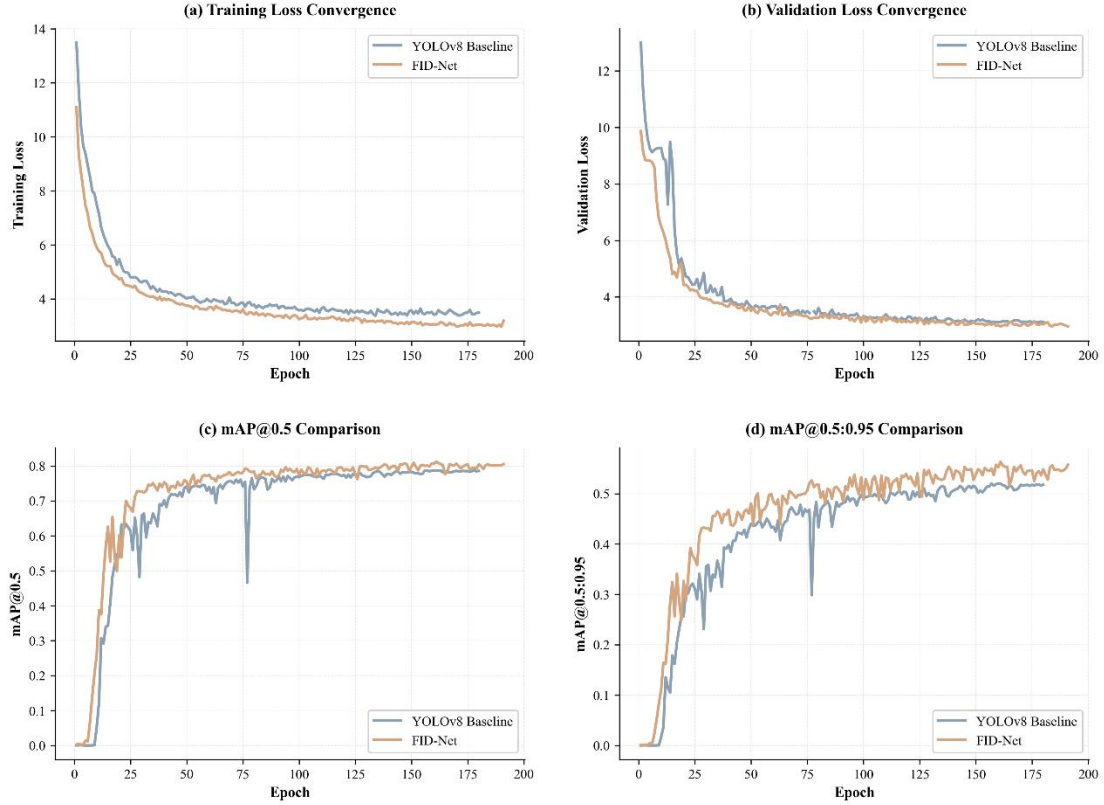 (a) Training Loss Convergence
14
12
10
8
6
4
Training Loss
YOLOv8 Baseline
FID-Net
0 25 50 75 100 125 150 175 200
Epoch
(b) Validation Loss Convergence
12
10
8
6
4
Validation Loss
YOLOv8 Baseline
FID-Net
0 25 50 75 100 125 150 175 200
Epoch
(c) mAP@0.5 Comparison
0.8
0.7
0.6
0.5
0.4
0.3
0.2
0.1
0.0
mAP@0.5
YOLOv8 Baseline
FID-Net
0 25 50 75 100 125 150 175 200
Epoch
(d) mAP@0.5:0.95 Comparison
0.5
0.4
0.3
0.2
0.1
0.0
mAP@0.5:0.95
YOLOv8 Baseline
FID-Net
0 25 50 75 100 125 150 175 200
Epoch